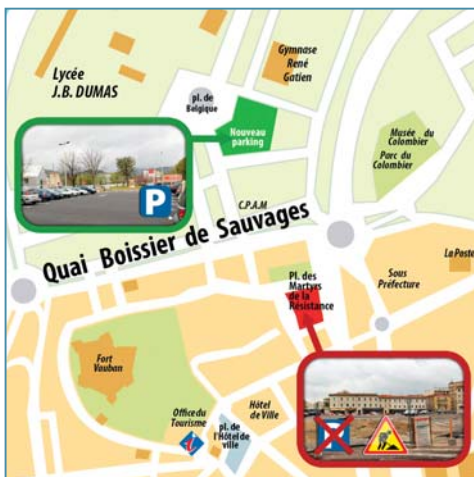 Lycée
J.B. DUMAS
Gymnase
René
Gatien
pl. de
Belgique
Nouveau
parking
Musée du
Colombier
Parc du
Colombier
P
C.P.A.M
Quai Boissier de Sauvages
La Poste
Pl. des
Martyrs
de la
Résistance
Sous
Préfecture
Fort
Vauban
Office du
Tourisme
Hôtel
de Ville
pl. de
l'Hôtel de
ville
i